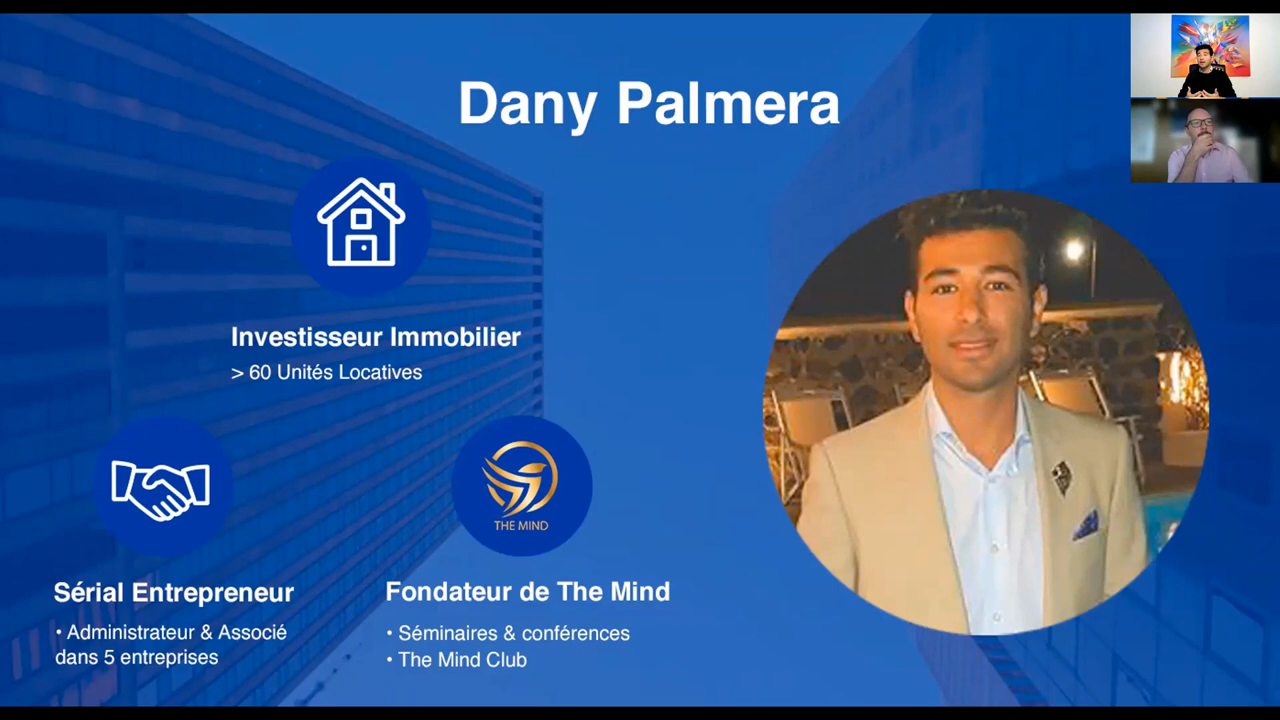 Dany Palmera
Investisseur Immobilier
> 60 Unités Locatives
THE MIND
Sérial Entrepreneur
• Administrateur & Associé
dans 5 entreprises
Fondateur de The Mind
• Séminaires & conférences
• The Mind Club